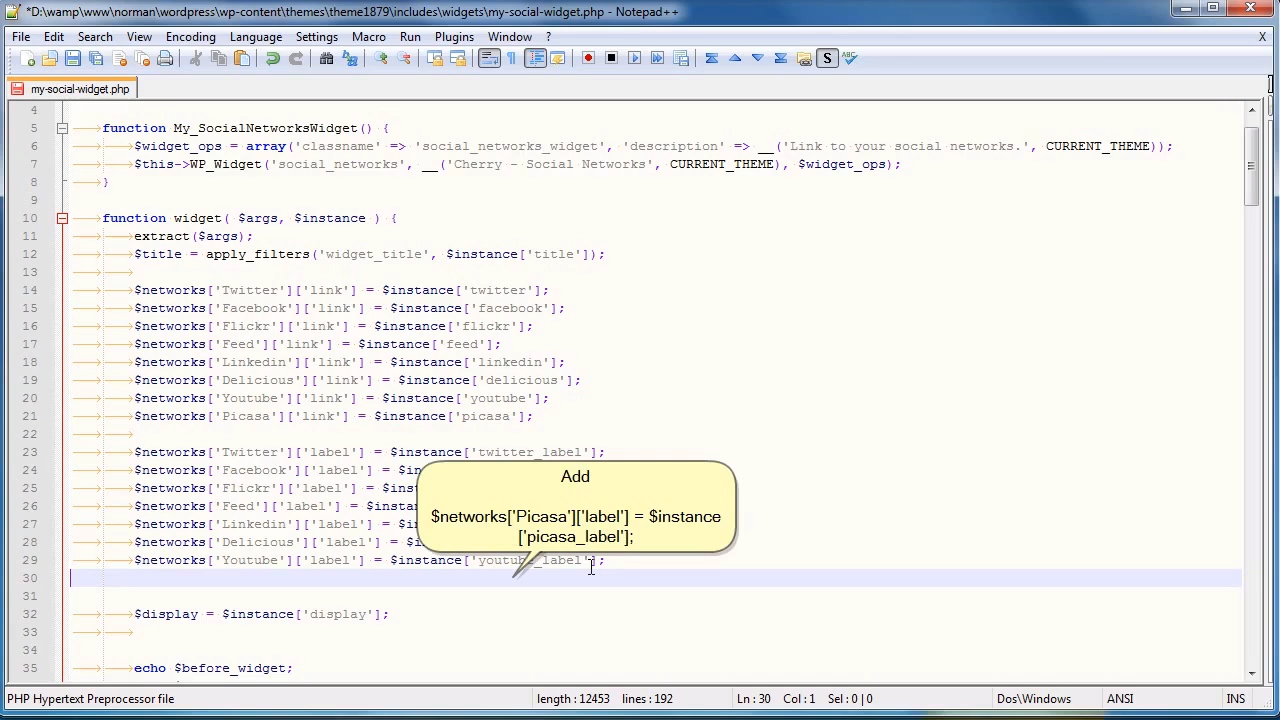 *D:\wamp\www\norman\wordpress\wp-content\themes\theme1879\includes\widgets\my-social-widget.php - Notepad++
File Edit Search View Encoding Language Settings Macro Run Plugins Window ? X
my-social-widget.php
4
5 function My_SocialNetworksWidget() {
6 $widget_ops = array('classname' => 'social_networks_widget', 'description' => __('Link to your social networks.', CURRENT_THEME));
7 $this->WP_Widget('social_networks', __('Cherry - Social Networks', CURRENT_THEME), $widget_ops);
8 }
9
10 function widget( $args, $instance ) {
11 extract($args);
12 $title = apply_filters('widget_title', $instance['title']);
13
14 $networks['Twitter']['link'] = $instance['twitter'];
15 $networks['Facebook']['link'] = $instance['facebook'];
16 $networks['Flickr']['link'] = $instance['flickr'];
17 $networks['Feed']['link'] = $instance['feed'];
18 $networks['Linkedin']['link'] = $instance['linkedin'];
19 $networks['Delicious']['link'] = $instance['delicious'];
20 $networks['Youtube']['link'] = $instance['youtube'];
21 $networks['Picasa']['link'] = $instance['picasa'];
22
23 $networks['Twitter']['label'] = $instance['twitter_label'];
24 $networks['Facebook']['label'] =
25 $networks['Flickr']['label'] =
26 $networks['Feed']['label'] =
27 $networks['Linkedin']['label'] =
28 $networks['Delicious']['label'] =
29 $networks['Youtube']['label'] = $instance['youtube_label'];
Add
$networks['Picasa']['label'] = $instance
['picasa_label'];
30
31
32 $display = $instance['display'];
33
34
35 echo $before_widget;
PHP Hypertext Preprocessor file length : 12453 lines : 192 Ln : 30 Col : 1 Sel : 0 | 0 Dos\Windows ANSI INS